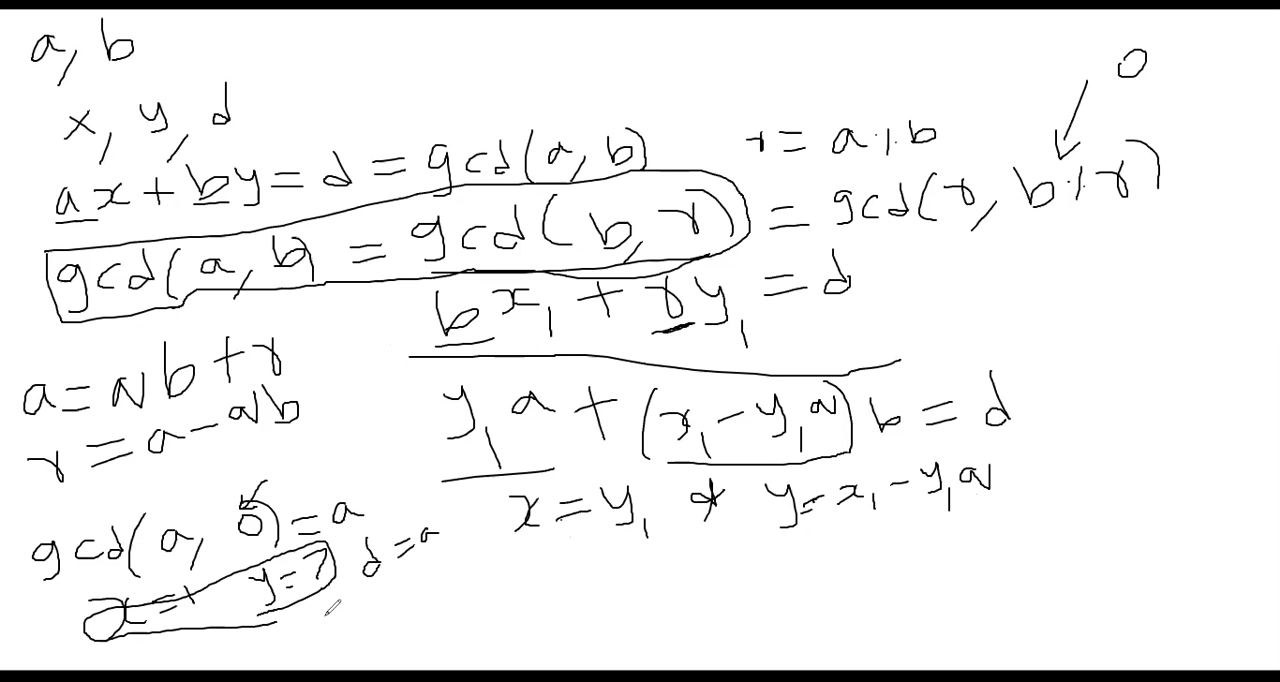 a, b
0
x, y, d
r = a % b
ax + by = d = gcd(a, b)
gcd(a, b) = gcd(b, r) = gcd(r, b % r)
bx₁ + ry₁ = d
a = Nb + r
y₁a + (x₁ - y₁N)b = d
r = a - Nb
x = y₁ y = x₁ - y₁N
gcd(a, 0) = a
d = a
x = 1 y = ?